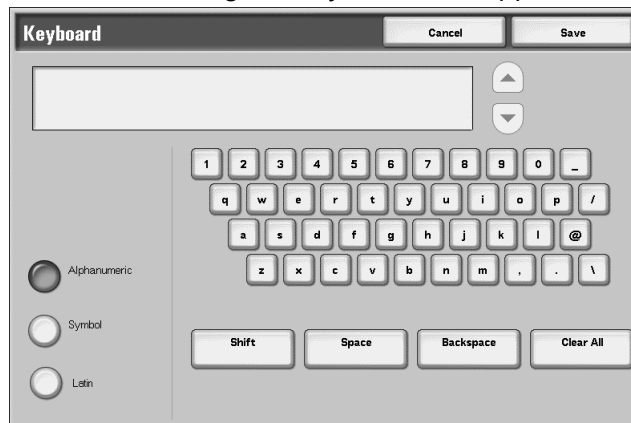 Keyboard Cancel Save
1 2 3 4 5 6 7 8 9 0 _
q w e r t y u i o p /
a s d f g h j k l @
Alphanumeric
z x c v b n m , . \
Symbol
Shift Space Backspace Clear All
Latin